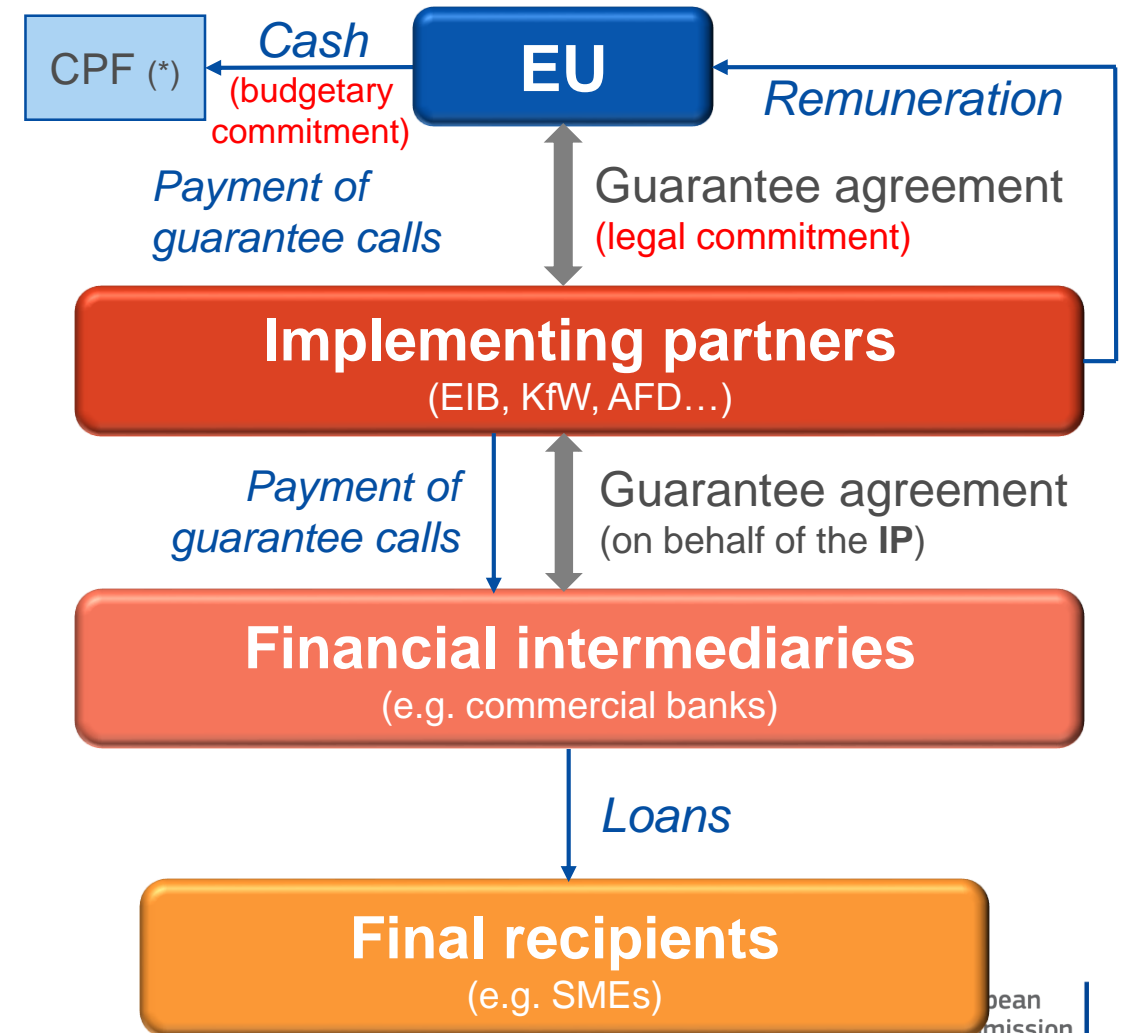 CPF (*)
Cash
(budgetary
commitment)
EU
Remuneration
Payment of
guarantee calls
Guarantee agreement
(legal commitment)
Implementing partners
(EIB, KfW, AFD…)
Payment of
guarantee calls
Guarantee agreement
(on behalf of the IP)
Financial intermediaries
(e.g. commercial banks)
Loans
Final recipients
(e.g. SMEs)
pean
mission